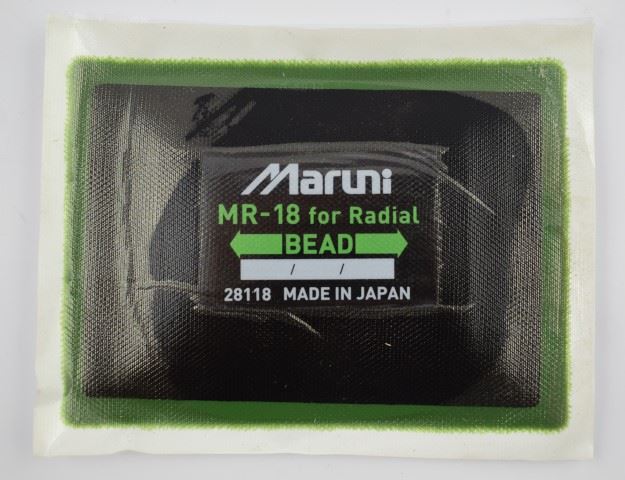 Maruni
MR-18 for Radial
BEAD
/ /
28118 MADE IN JAPAN